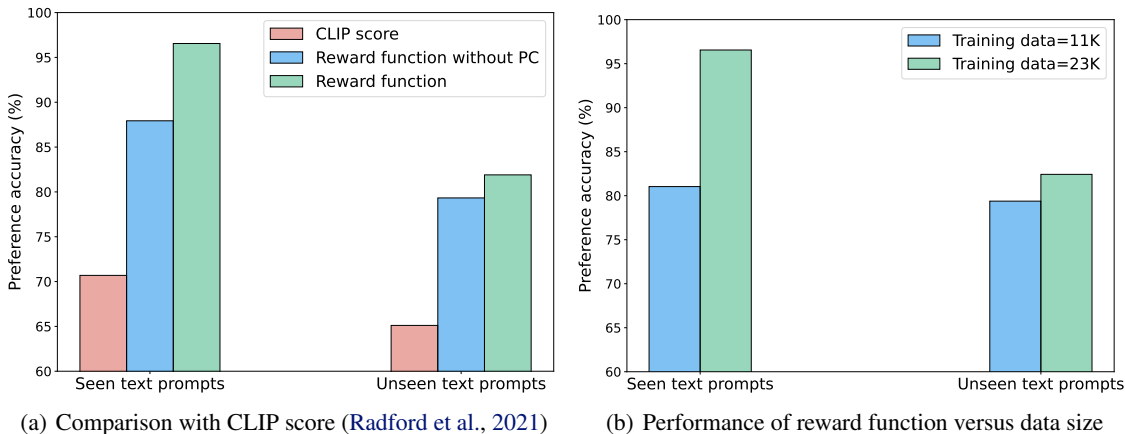 100
95
90
85
80
75
70
65
60
Preference accuracy (%)
CLIP score
Reward function without PC
Reward function
Seen text prompts
Unseen text prompts
(a) Comparison with CLIP score (Radford et al., 2021)
100
95
90
85
80
75
70
65
60
Preference accuracy (%)
Training data=11K
Training data=23K
Seen text prompts
Unseen text prompts
(b) Performance of reward function versus data size